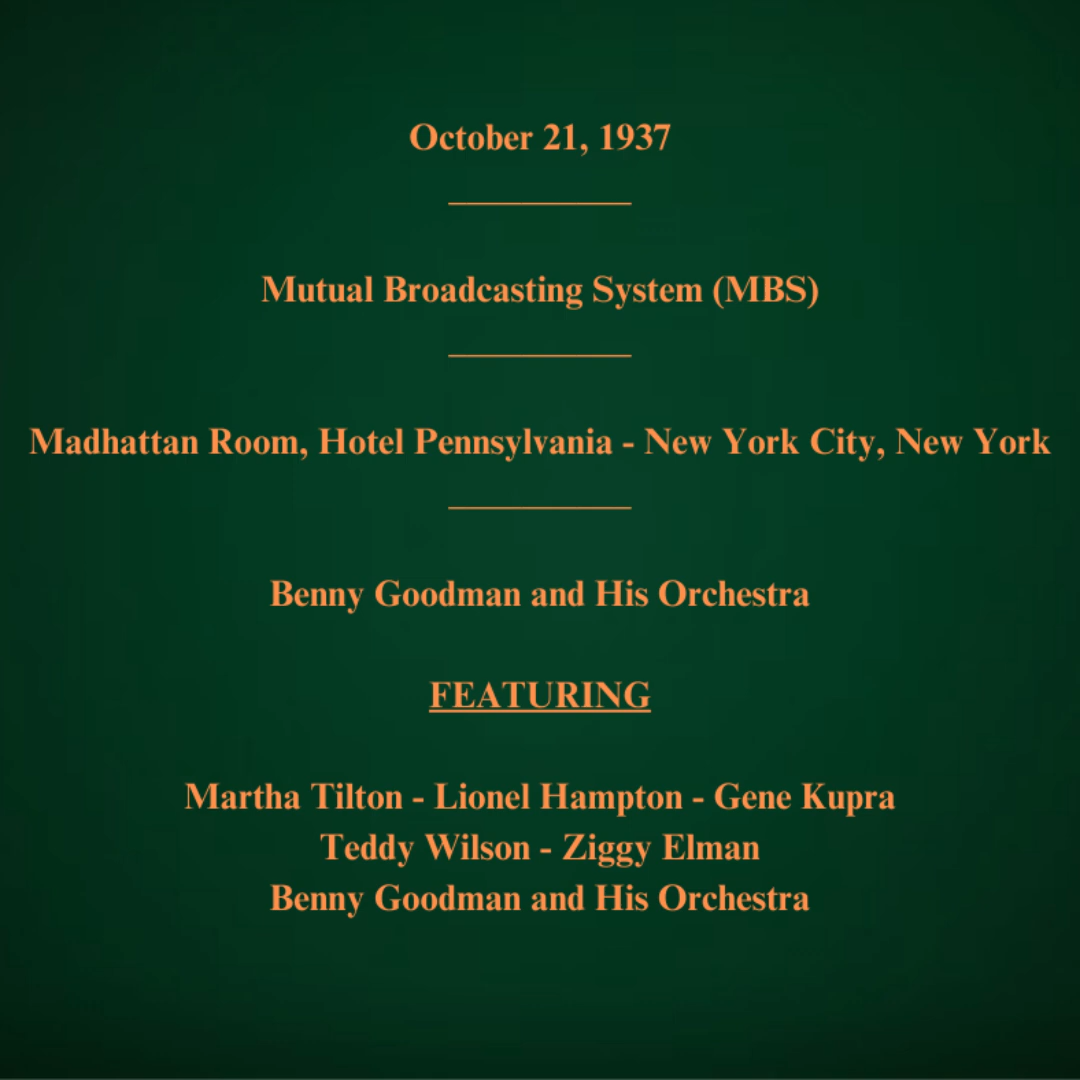 October 21, 1937
Mutual Broadcasting System (MBS)
Madhattan Room, Hotel Pennsylvania - New York City, New York
Benny Goodman and His Orchestra
FEATURING
Martha Tilton - Lionel Hampton - Gene Kupra
Teddy Wilson - Ziggy Elman
Benny Goodman and His Orchestra